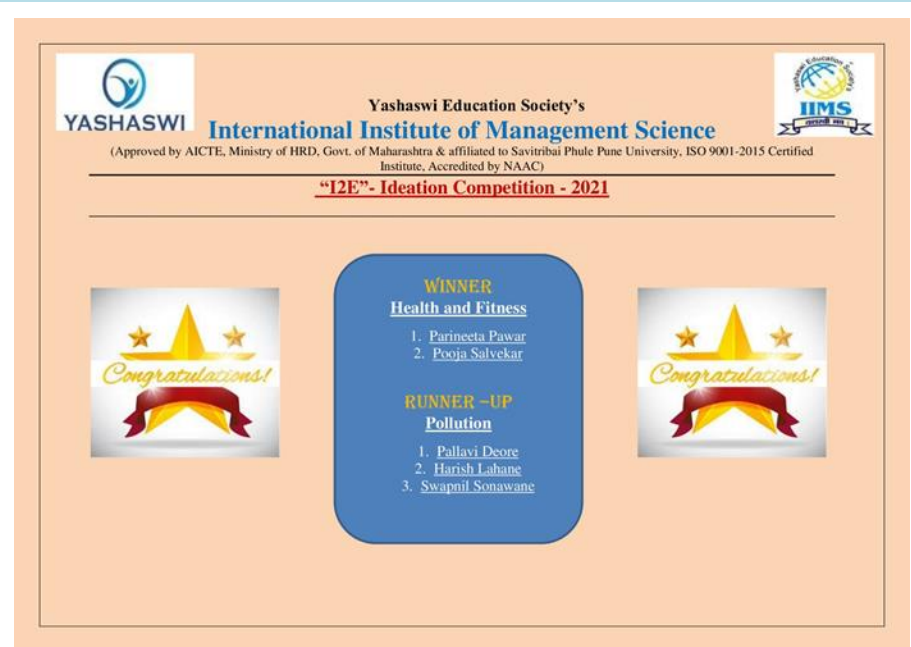 YASHASWI
Yashaswi Education Society's
IIMS
Yashaswi Education Society's
International Institute of Management Science
(Approved by AICTE, Ministry of HRD, Govt. of Maharashtra & affiliated to Savitribai Phule Pune University, ISO 9001-2015 Certified
Institute, Accredited by NAAC)
“I2E”- Ideation Competition - 2021
Congratulations!
WINNER
Health and Fitness
1. Parineeta Pawar
2. Pooja Salvekar
RUNNER –UP
Pollution
1. Pallavi Deore
2. Harish Lahane
3. Swapnil Sonawane
Congratulations!